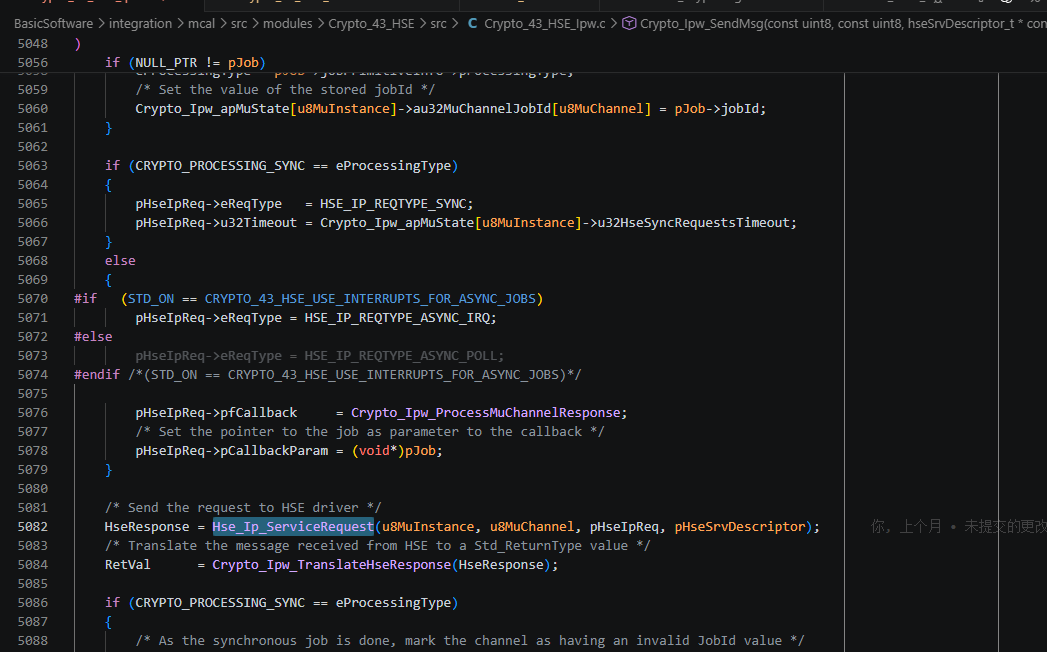 BasicSoftware > integration > mcal > src > modules > Crypto_43_HSE > src > C Crypto_43_HSE_Ipw.c > Crypto_Ipw_SendMsg(const uint8, const uint8, hseSrvDescriptor_t * con
5048 )
5056 if (NULL_PTR != pJob)
5059 /* Set the value of the stored jobId */
5060 Crypto_Ipw_apMuState[u8MuInstance]->au32MuChannelJobId[u8MuChannel] = pJob->jobId;
5061 }
5062
5063 if (CRYPTO_PROCESSING_SYNC == eProcessingType)
5064 {
5065 pHseIpReq->eReqType   = HSE_IP_REQTYPE_SYNC;
5066 pHseIpReq->u32Timeout = Crypto_Ipw_apMuState[u8MuInstance]->u32HseSyncRequestsTimeout;
5067 }
5068 else
5069 {
5070 #if   (STD_ON == CRYPTO_43_HSE_USE_INTERRUPTS_FOR_ASYNC_JOBS)
5071 pHseIpReq->eReqType = HSE_IP_REQTYPE_ASYNC_IRQ;
5072 #else
5073 pHseIpReq->eReqType = HSE_IP_REQTYPE_ASYNC_POLL;
5074 #endif /*(STD_ON == CRYPTO_43_HSE_USE_INTERRUPTS_FOR_ASYNC_JOBS)*/
5075
5076 pHseIpReq->pfCallback     = Crypto_Ipw_ProcessMuChannelResponse;
5077 /* Set the pointer to the job as parameter to the callback */
5078 pHseIpReq->pCallbackParam = (void*)pJob;
5079 }
5080
5081 /* Send the request to HSE driver */
5082 HseResponse = Hse_Ip_ServiceRequest(u8MuInstance, u8MuChannel, pHseIpReq, pHseSrvDescriptor); 你, 上个月 • 未提交的更改
5083 /* Translate the message received from HSE to a Std_ReturnType value */
5084 RetVal      = Crypto_Ipw_TranslateHseResponse(HseResponse);
5085
5086 if (CRYPTO_PROCESSING_SYNC == eProcessingType)
5087 {
5088 /* As the synchronous job is done, mark the channel as having an invalid JobId value */